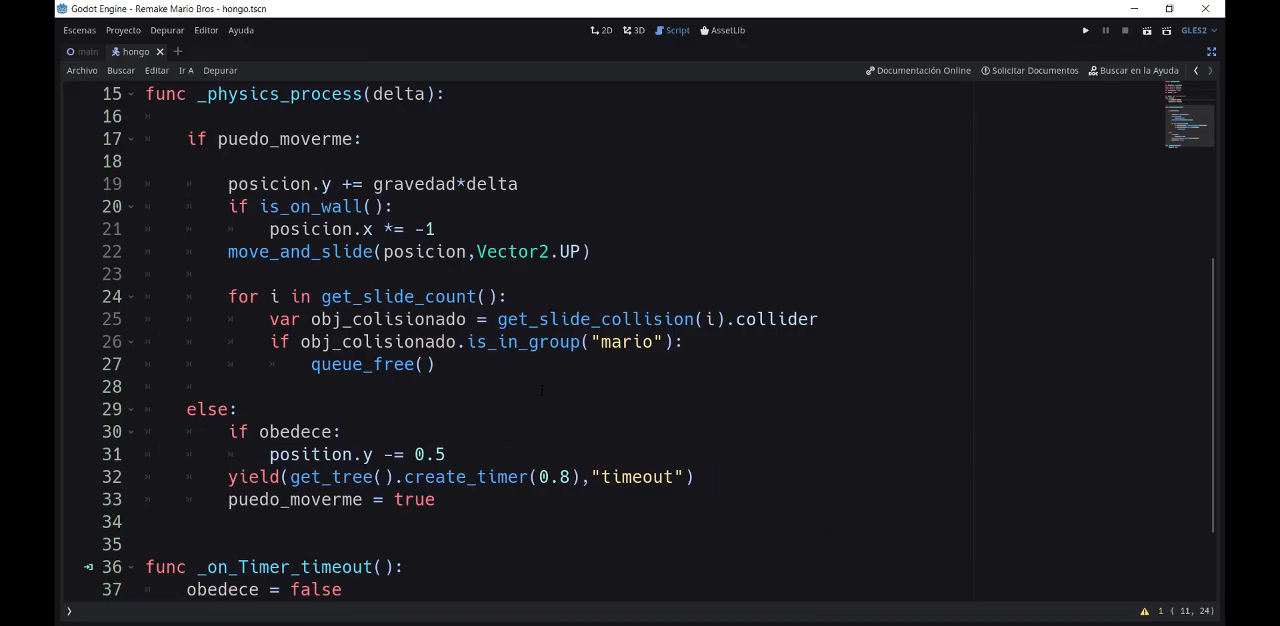 Godot Engine - Remake Mario Bros - hongo.tscn
Escenas Proyecto Depurar Editor Ayuda 2D 3D Script AssetLib GLES2
main hongo
Archivo Buscar Editar Ir A Depurar Documentación Online Solicitar Documentos Buscar en la Ayuda
15 func _physics_process(delta):
16
17 if puedo_moverme:
18
19 posicion.y += gravedad*delta
20 if is_on_wall():
21 posicion.x *= -1
22 move_and_slide(posicion,Vector2.UP)
23
24 for i in get_slide_count():
25 var obj_colisionado = get_slide_collision(i).collider
26 if obj_colisionado.is_in_group("mario"):
27 queue_free()
28
29 else:
30 if obedece:
31 position.y -= 0.5
32 yield(get_tree().create_timer(0.8),"timeout")
33 puedo_moverme = true
34
35
36 func _on_Timer_timeout():
37 obedece = false
1 ( 11, 24)